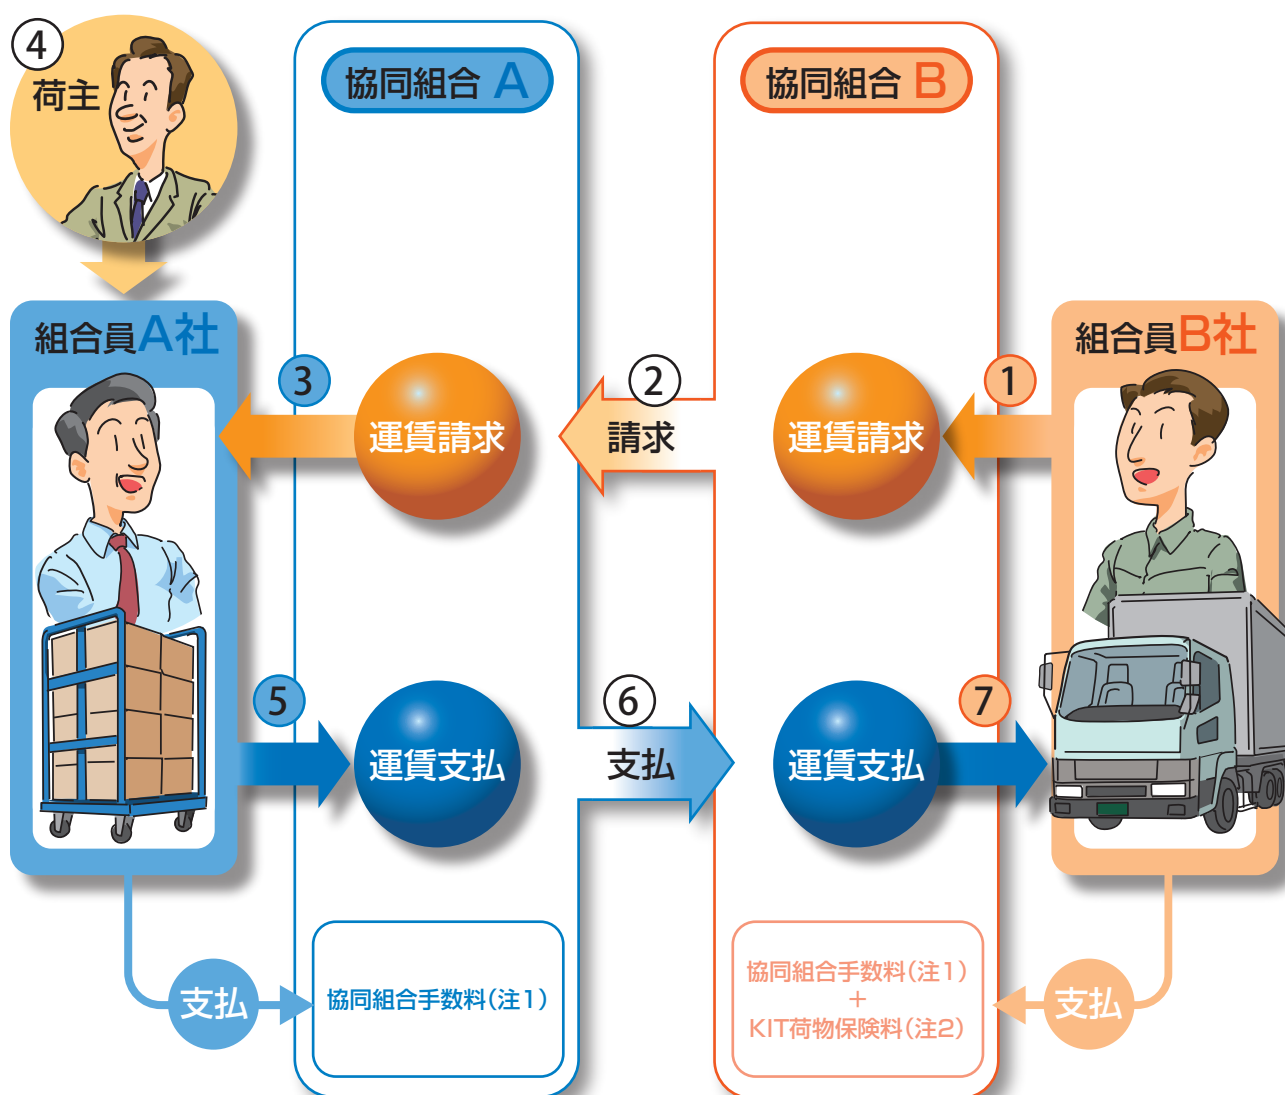 ④
荷主
協同組合 A
協同組合 B
組合員A社
組合員B社
③
運賃請求
②
請求
運賃請求
①
⑤
運賃支払
⑥
支払
運賃支払
⑦
支払
協同組合手数料(注1)
協同組合手数料(注1)
+
KIT荷物保険料(注2)
支払